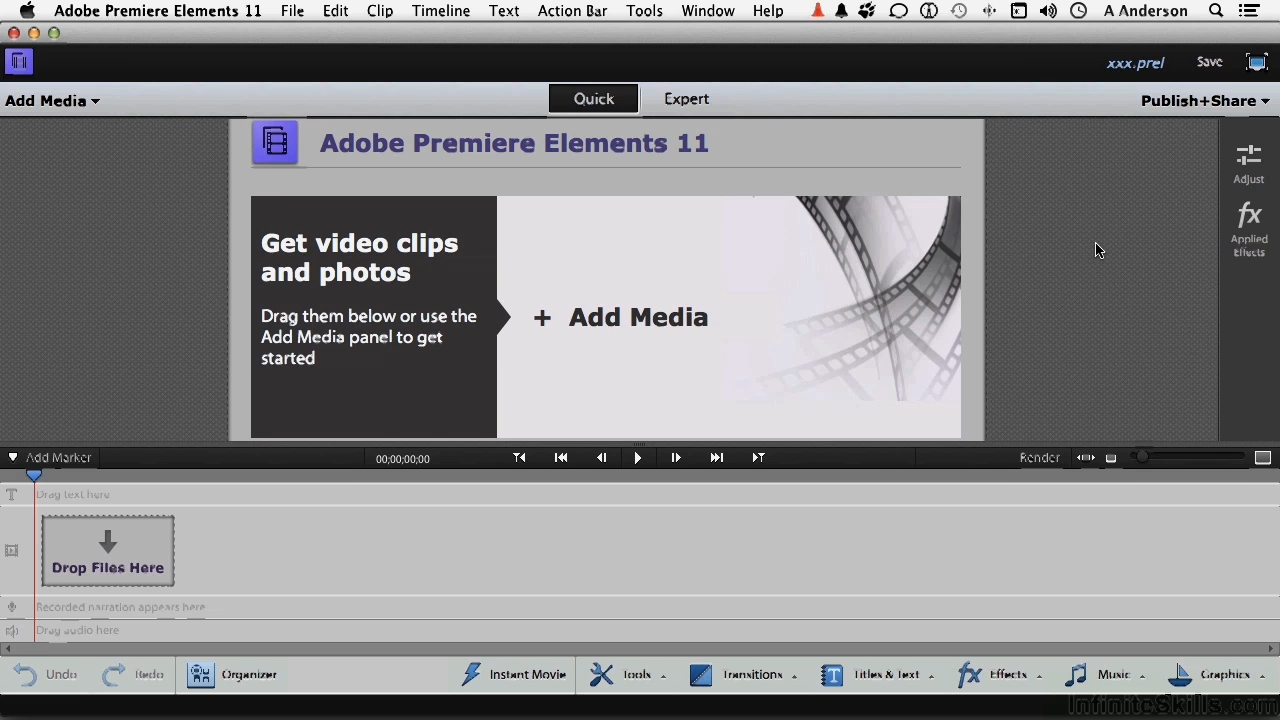 Adobe Premiere Elements 11 File Edit Clip Timeline Text Action Bar Tools Window Help A Anderson
xxx.prel Save
Add Media Quick Expert Publish+Share
Adobe Premiere Elements 11
Adjust
Get video clips
and photos
Applied
Effects
Drag them below or use the
Add Media panel to get
started
+ Add Media
Add Marker 00;00;00;00 Render
T Drag text here
Drop Files Here
Recorded narration appears here
Drag audio here
Undo Redo Organizer Instant Movie Tools Transitions T Titles & Text fx Effects Music Graphics
InfiniteSkills.com